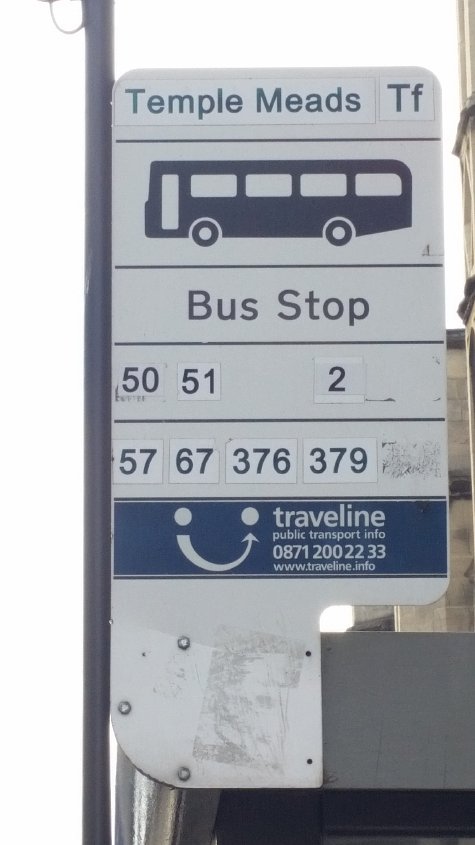 Temple Meads Tf
Bus Stop
50 51 2
57 67 376 379
traveline
public transport info
0871 200 22 33
www.traveline.info